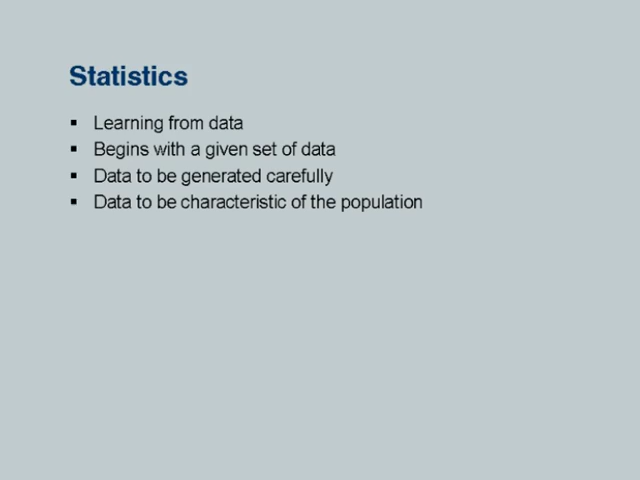 Statistics
▪ Learning from data
▪ Begins with a given set of data
▪ Data to be generated carefully
▪ Data to be characteristic of the population